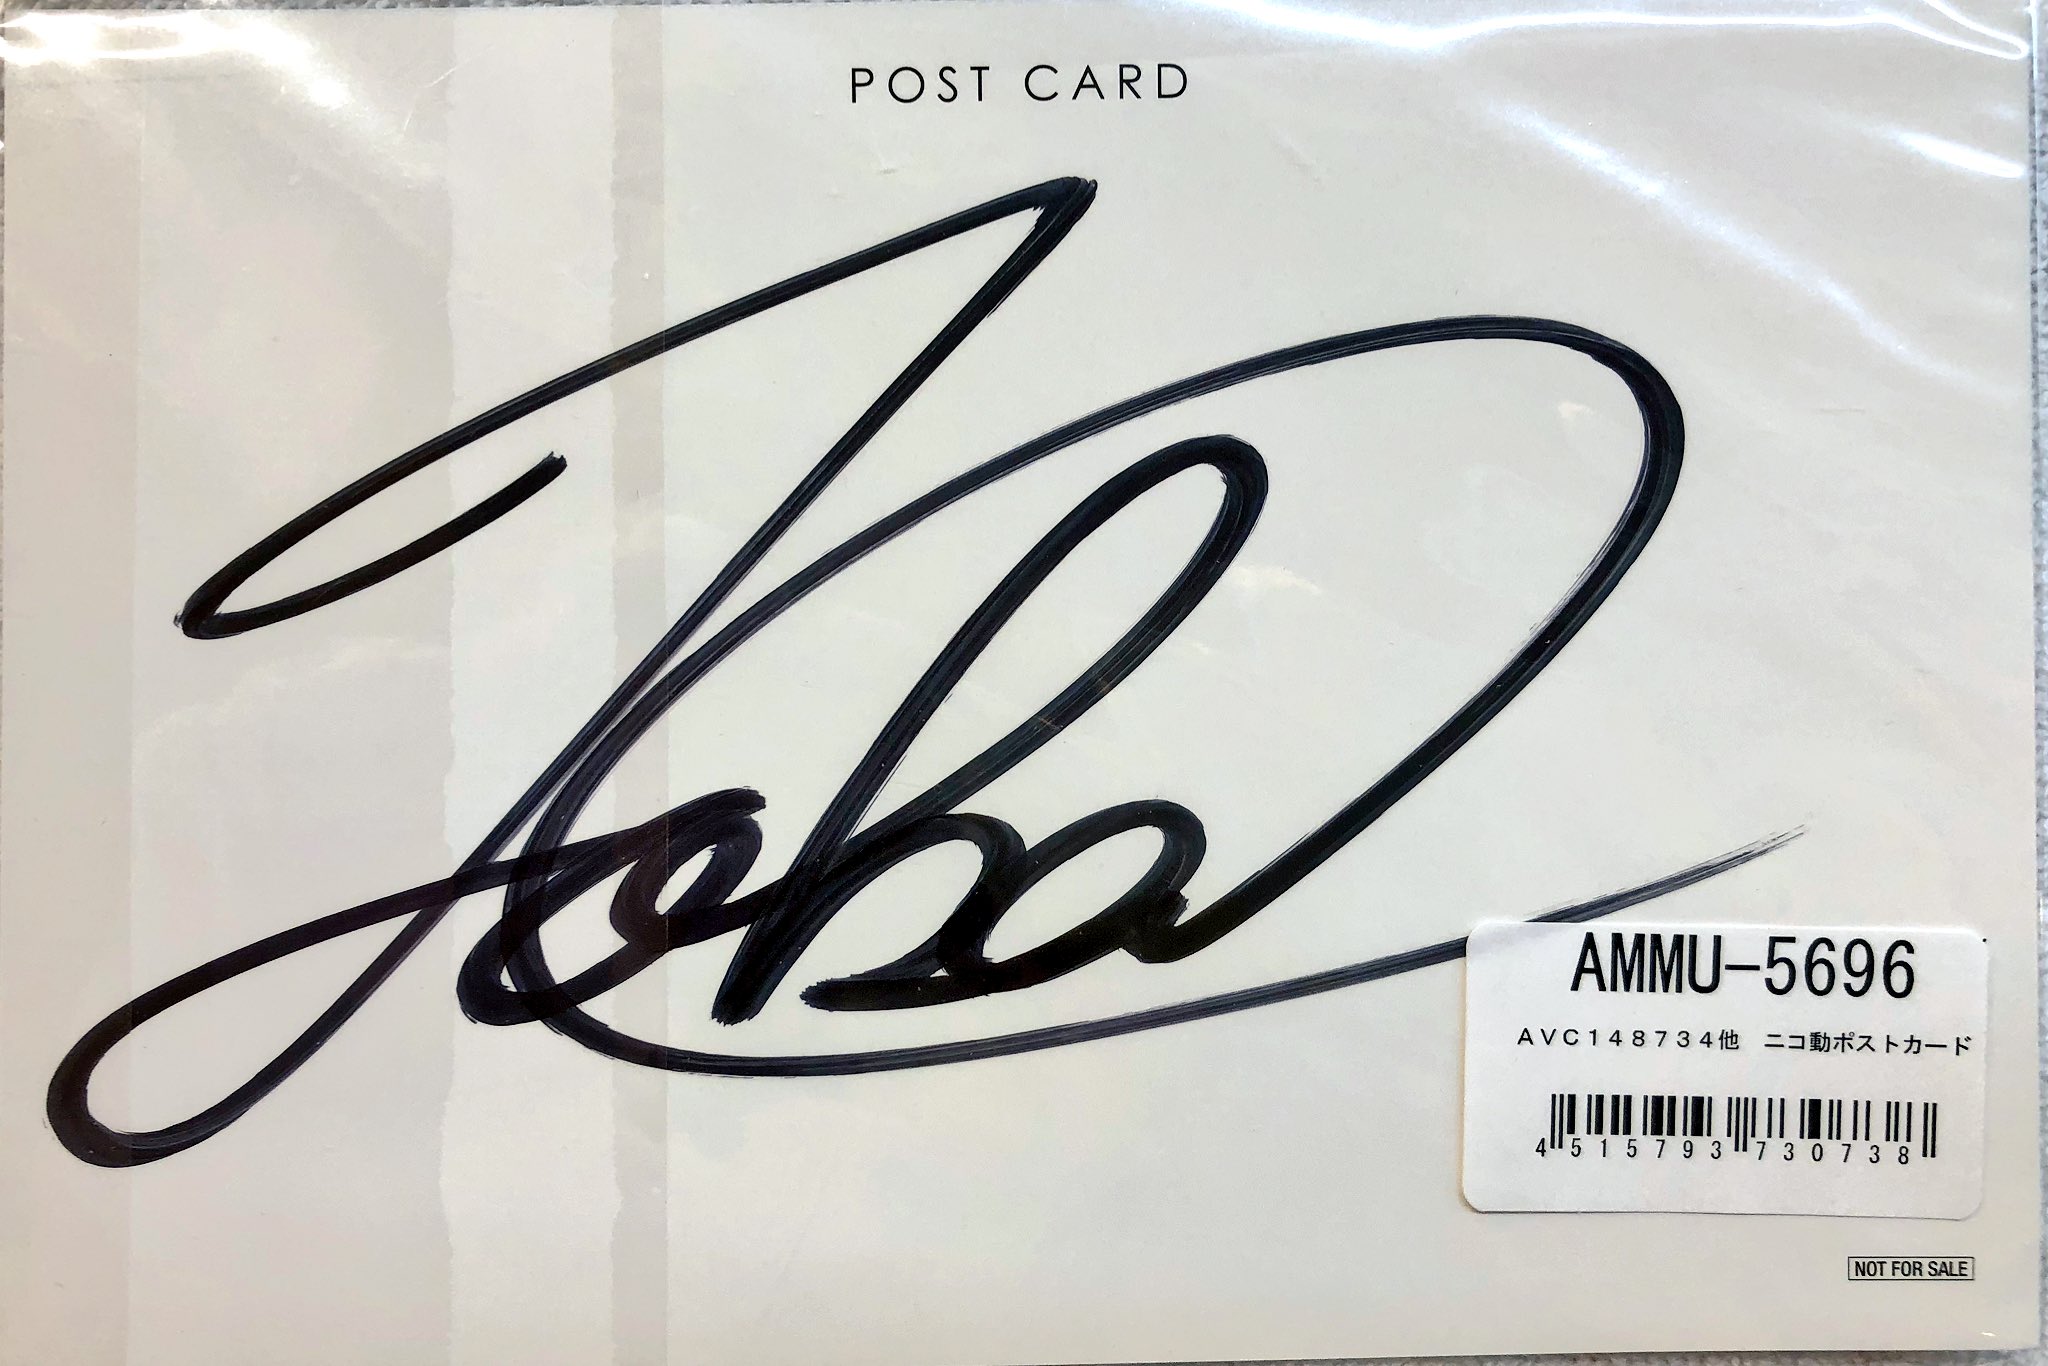 POST CARD
AMMU-5696
AVC148734他 ニコ動ポストカード
4515793730738
NOT FOR SALE